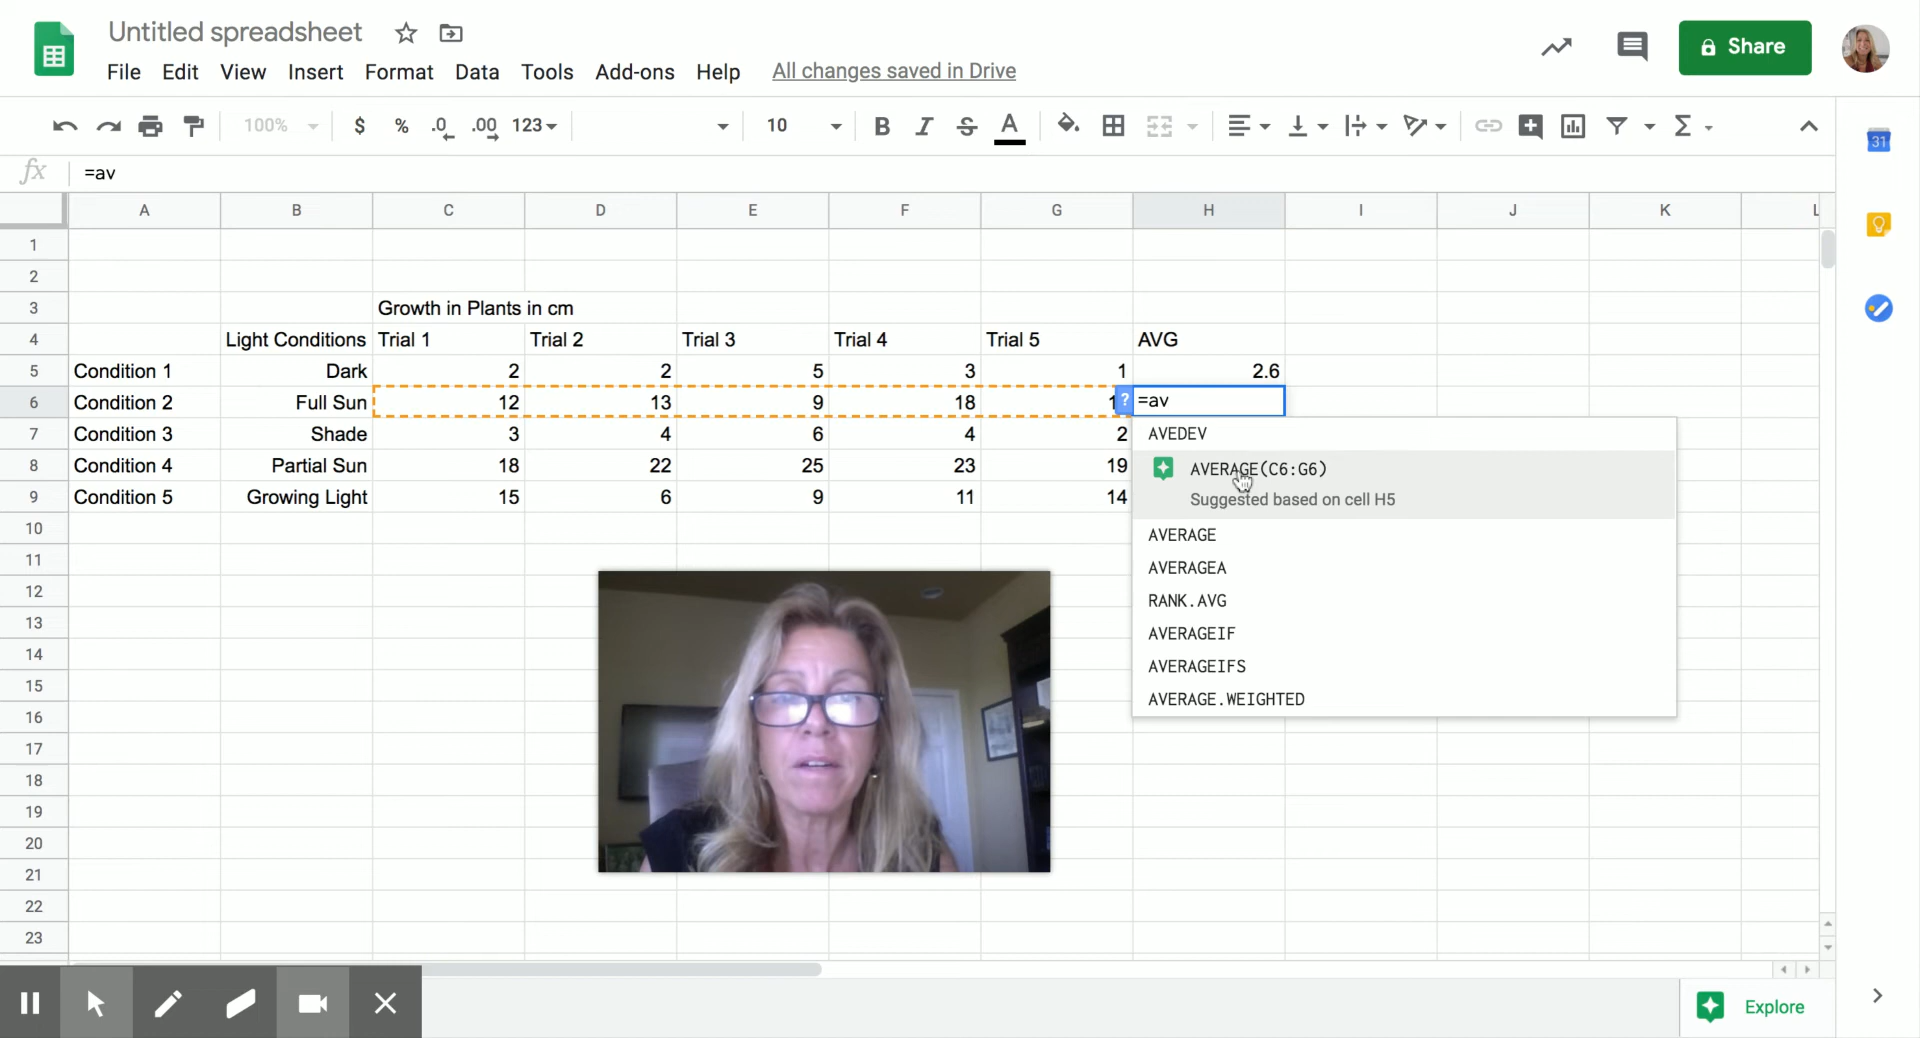 Untitled spreadsheet
File Edit View Insert Format Data Tools Add-ons Help All changes saved in Drive
Share
100% $ % .0 .00 123 10 B I S A Σ
31
fx =av
A B C D E F G H I J K L
1
2
3 Growth in Plants in cm
4 Light Conditions Trial 1 Trial 2 Trial 3 Trial 4 Trial 5 AVG
5 Condition 1 Dark 2 2 5 3 1 2.6
6 Condition 2 Full Sun 12 13 9 18 ? =av
7 Condition 3 Shade 3 4 6 4 2
AVEDEV
8 Condition 4 Partial Sun 18 22 25 23 19
AVERAGE(C6:G6)
Suggested based on cell H5
9 Condition 5 Growing Light 15 6 9 11 14
10
AVERAGE
11
AVERAGEA
12
RANK.AVG
13
AVERAGEIF
14
AVERAGEIFS
15
AVERAGE.WEIGHTED
16
17
18
19
20
21
22
23
Explore